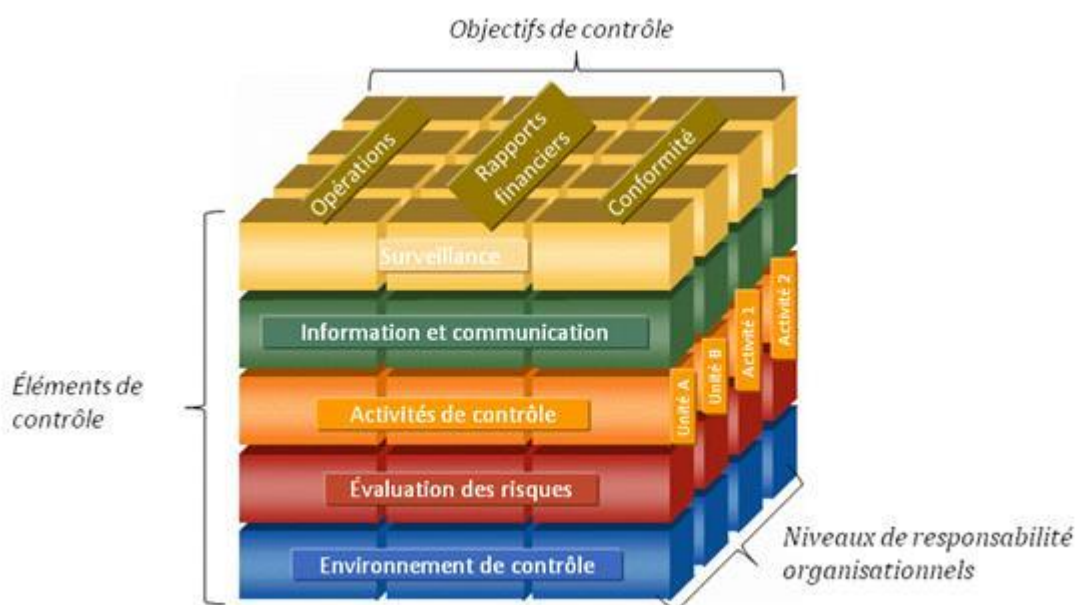 Objectifs de contrôle
Opérations
Rapports
financiers
Conformité
Surveillance
Information et communication
Activités de contrôle
Évaluation des risques
Environnement de contrôle
Éléments de
contrôle
Unité A
Unité B
Activité 1
Activité 2
Niveaux de responsabilité
organisationnels